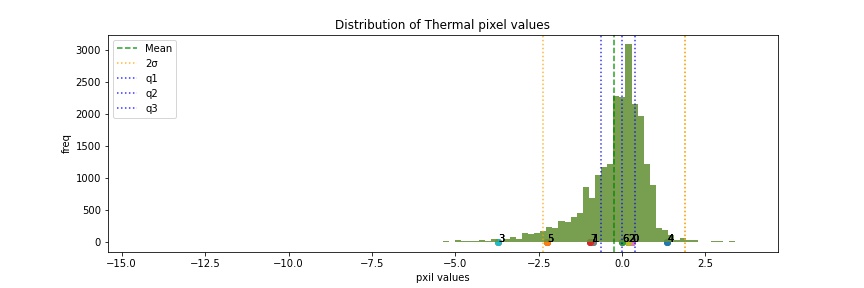 Distribution of Thermal pixel values
Mean
2σ
q1
q2
q3
freq
3000
2500
2000
1500
1000
500
0
3
5
4
−15.0
−12.5
−10.0
−7.5
−5.0
−2.5
0.0
2.5
pxil values